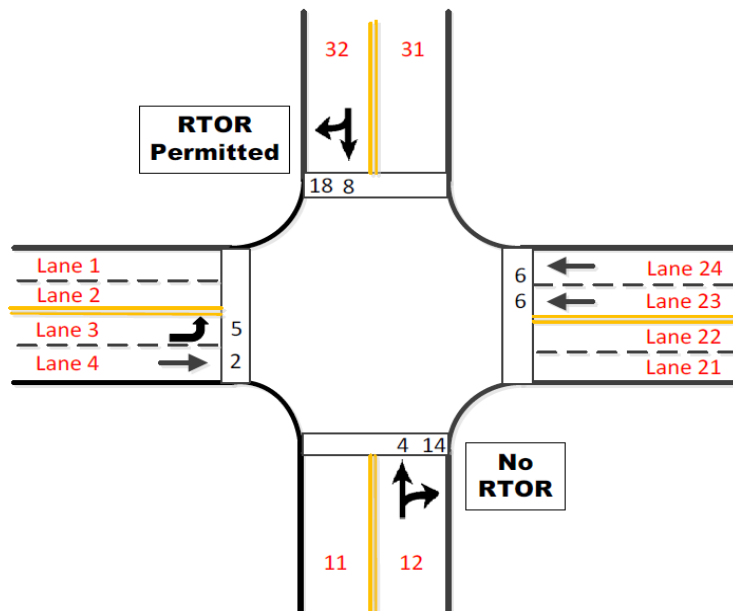 32
31
RTOR
Permitted
18 8
Lane 1
Lane 2
Lane 3
Lane 4
5
2
6
6
Lane 24
Lane 23
Lane 22
Lane 21
4 14
No
RTOR
11
12